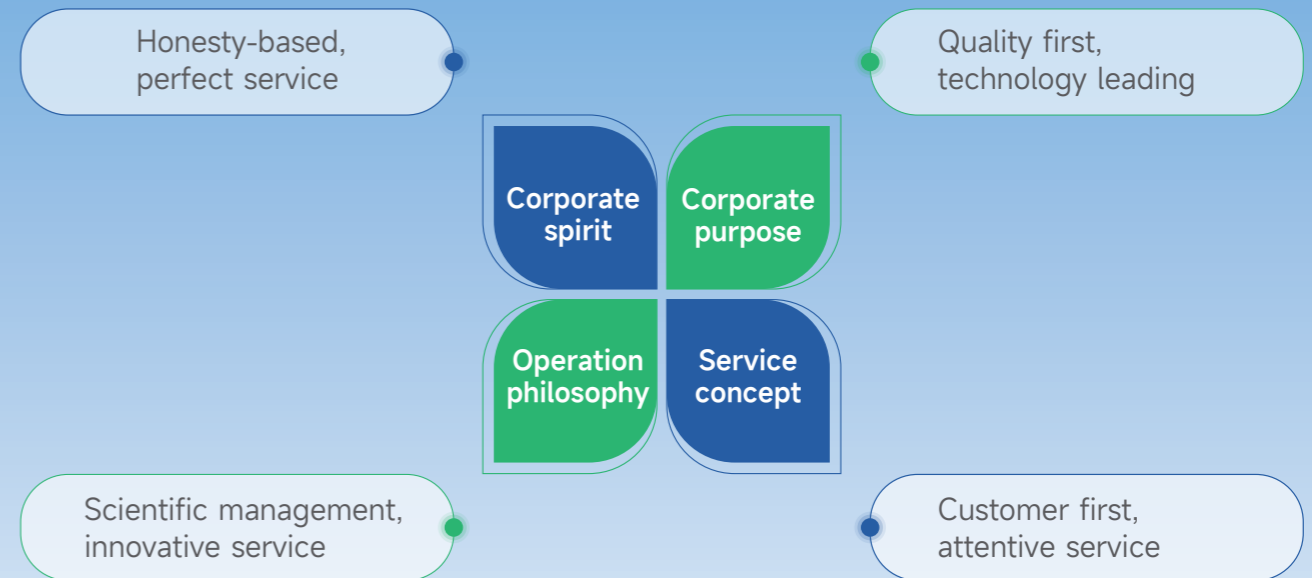 Honesty-based,
perfect service
Quality first,
technology leading
Corporate
spirit
Corporate
purpose
Operation
philosophy
Service
concept
Scientific management,
innovative service
Customer first,
attentive service